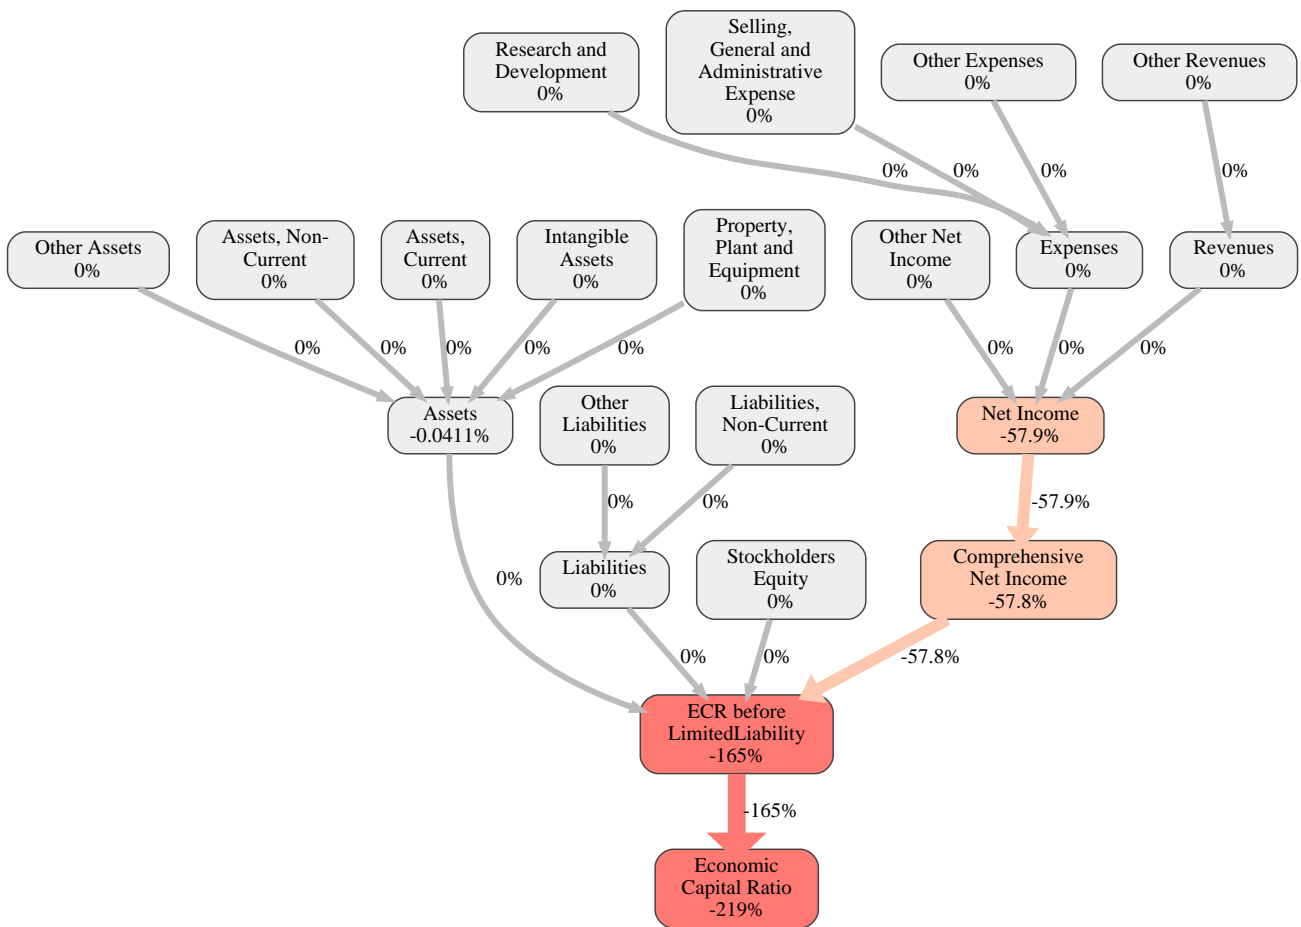 Research and
Development
0%
Selling,
General and
Administrative
Expense
0%
Other Expenses
0%
Other Revenues
0%
0%
0%
0%
0%
Other Assets
0%
Assets, Non-
Current
0%
Assets,
Current
0%
Intangible
Assets
0%
Property,
Plant and
Equipment
0%
Other Net
Income
0%
Expenses
0%
Revenues
0%
0%
0%
0%
0%
0%
0%
0%
0%
Assets
-0.0411%
Other
Liabilities
0%
Liabilities,
Non-Current
0%
Net Income
-57.9%
0%
0%
-57.9%
0%
Liabilities
0%
Stockholders
Equity
0%
Comprehensive
Net Income
-57.8%
0%
0%
-57.8%
ECR before
LimitedLiability
-165%
-165%
Economic
Capital Ratio
-219%